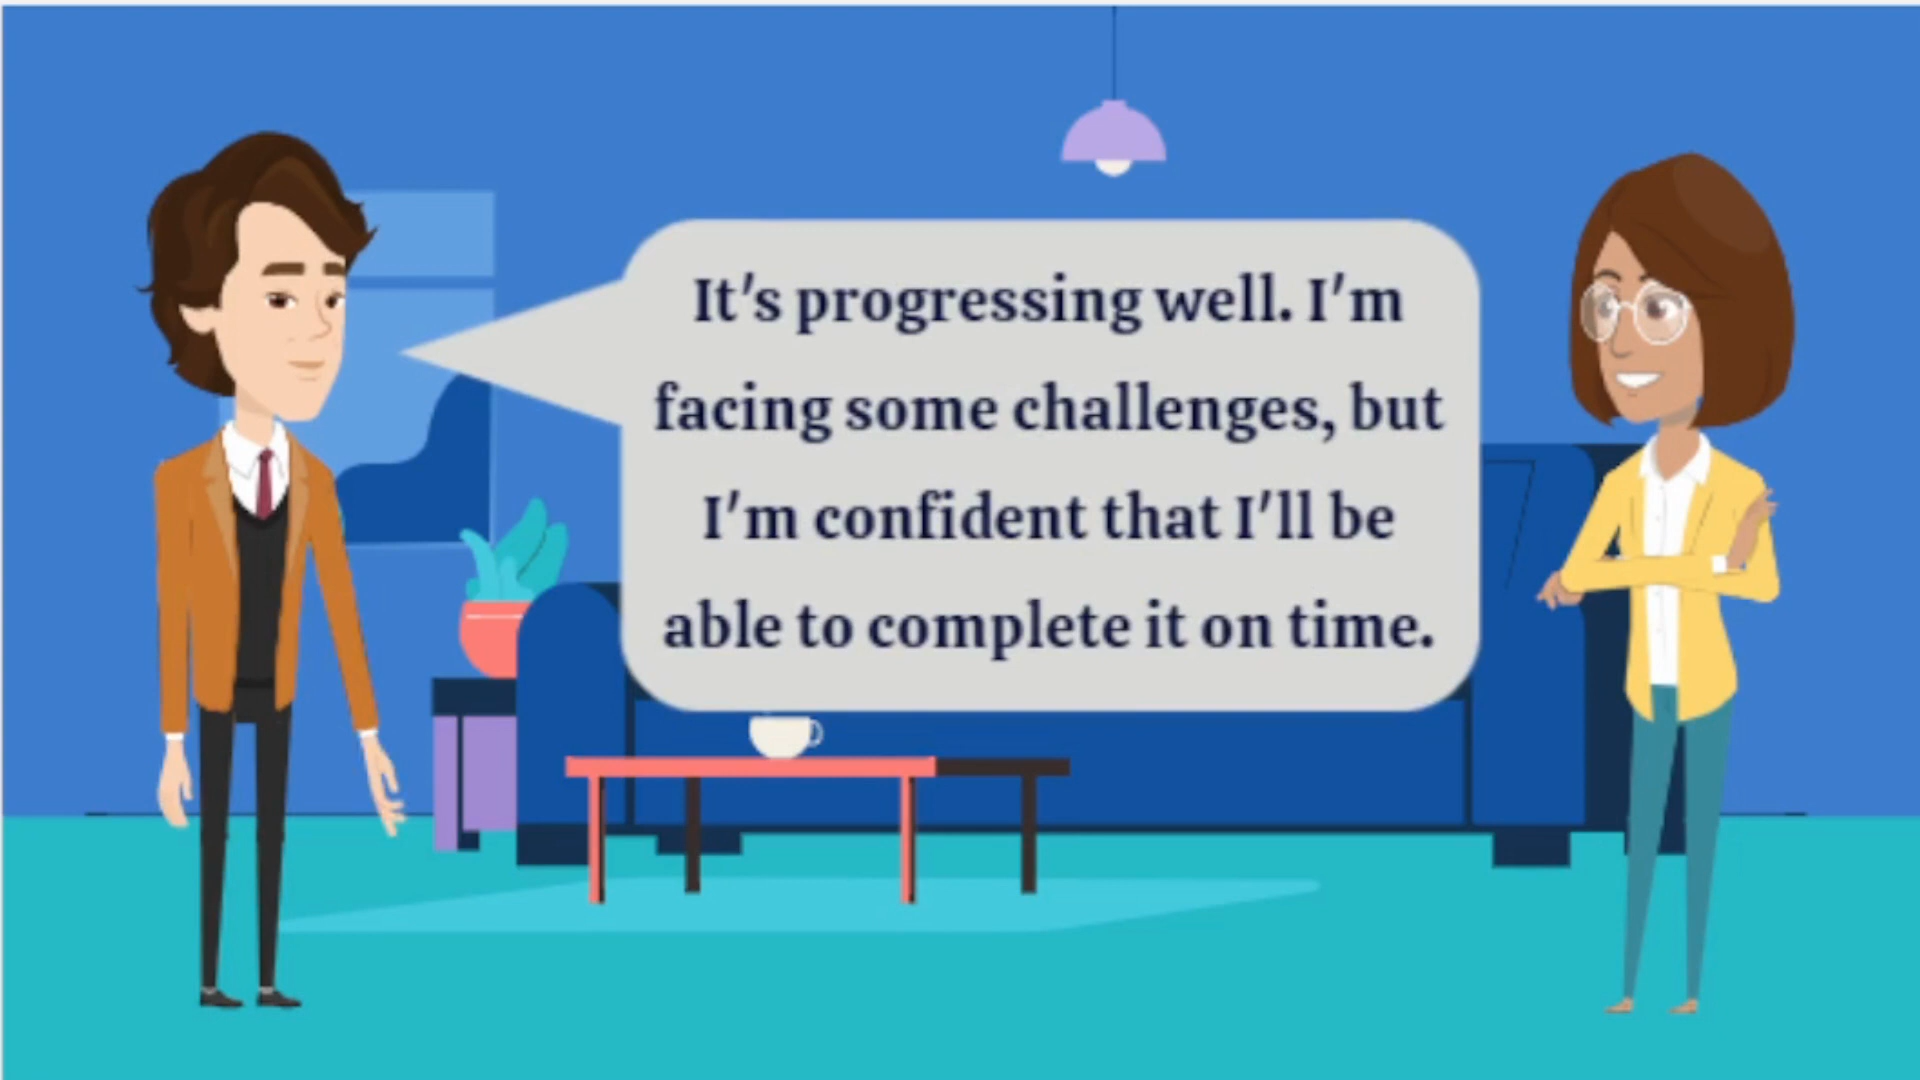 It's progressing well. I'm
facing some challenges, but
I'm confident that I'll be
able to complete it on time.